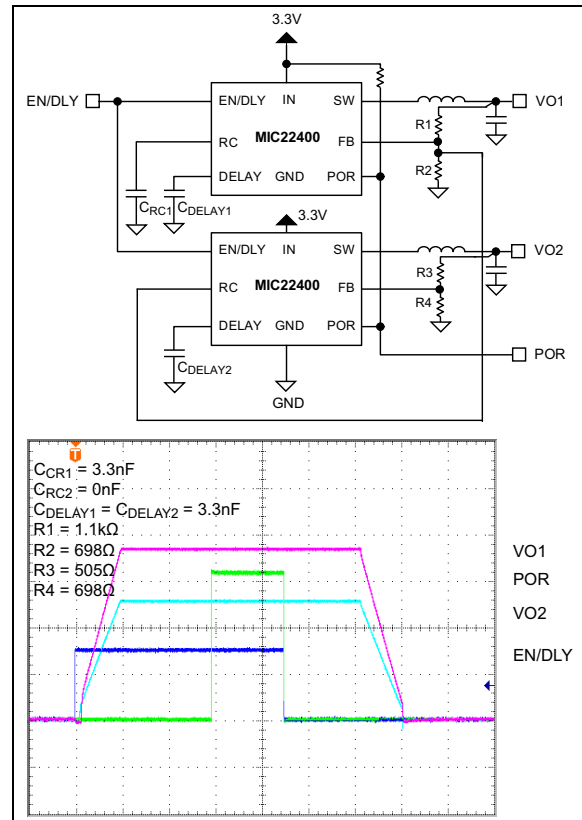 3.3V
EN/DLY
EN/DLY IN SW
VO1
R1
RC MIC22400 FB
R2
DELAY GND POR
CRC1 CDELAY1
3.3V
EN/DLY IN SW
VO2
R3
RC MIC22400 FB
R4
DELAY GND POR
POR
CDELAY2
GND
T
CCR1 = 3.3nF
CRC2 = 0nF
CDELAY1 = CDELAY2 = 3.3nF
R1 = 1.1kΩ
R2 = 698Ω
R3 = 505Ω
R4 = 698Ω
VO1
POR
VO2
EN/DLY